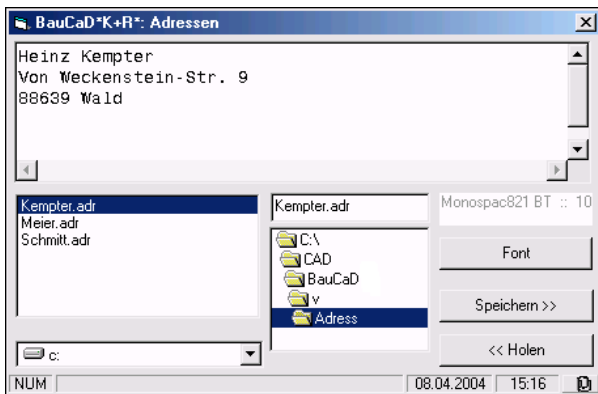 BauCaD*K+R*: Adressen
Heinz Kempter
Von Weckenstein-Str. 9
88639 Wald
Kempter.adr
Meier.adr
Schmitt.adr
Kempter.adr
C:\
CAD
BauCaD
v
Adress
Monospac821 BT :: 10
Font
Speichern >>
<< Holen
c:
NUM
08.04.2004
15:16